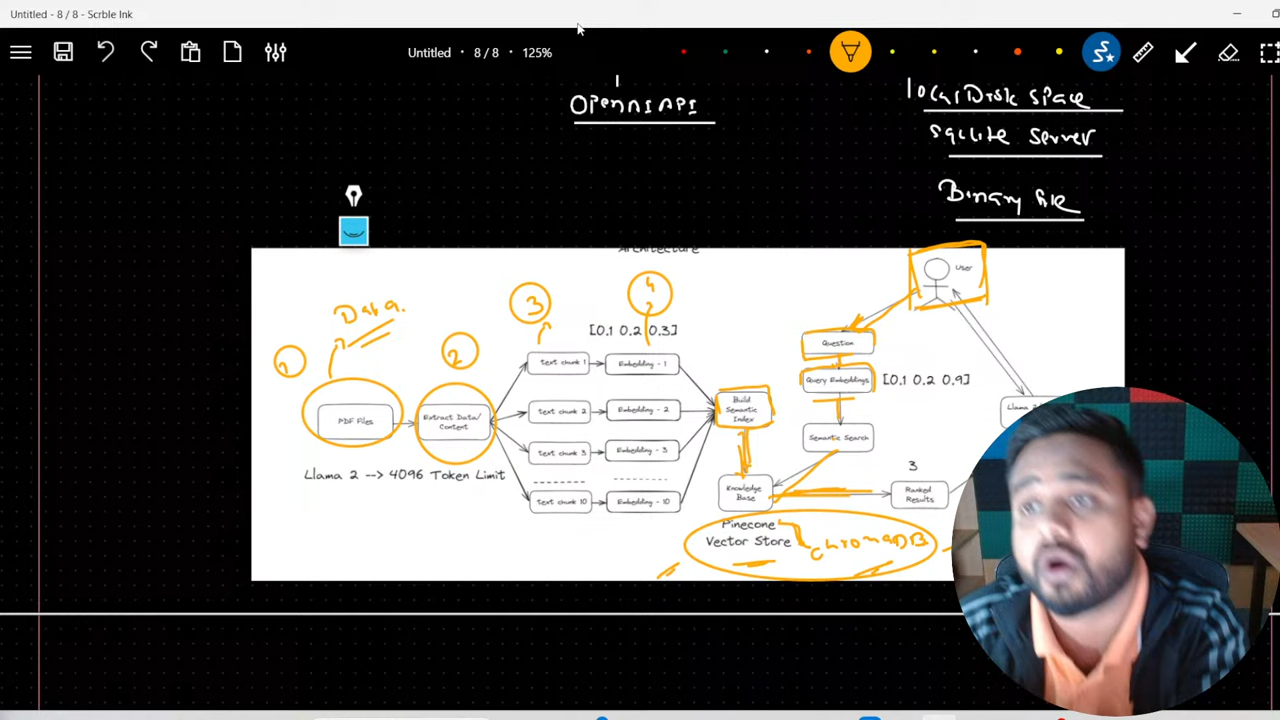 Untitled - 8 / 8 - Scrble Ink
Untitled • 8 / 8 • 125%
OpenAI API
local Disk space
Sqllite Server
Binary file
Architecture
User
Data.
1
2
3
4
[0.1 0.2 0.3]
PDF Files
Extract Data/
Content
Text chunk 1
Embedding - 1
Text chunk 2
Embedding - 2
Text chunk 3
Embedding - 3
Text chunk 10
Embedding - 10
Build
Semantic
Index
Question
Query Embeddings
[0.1 0.2 0.9]
Semantic Search
Llama 2
Llama 2 --> 4096 Token Limit
Knowledge
Base
3
Ranked
Results
Pinecone
Vector Store
chromaDB